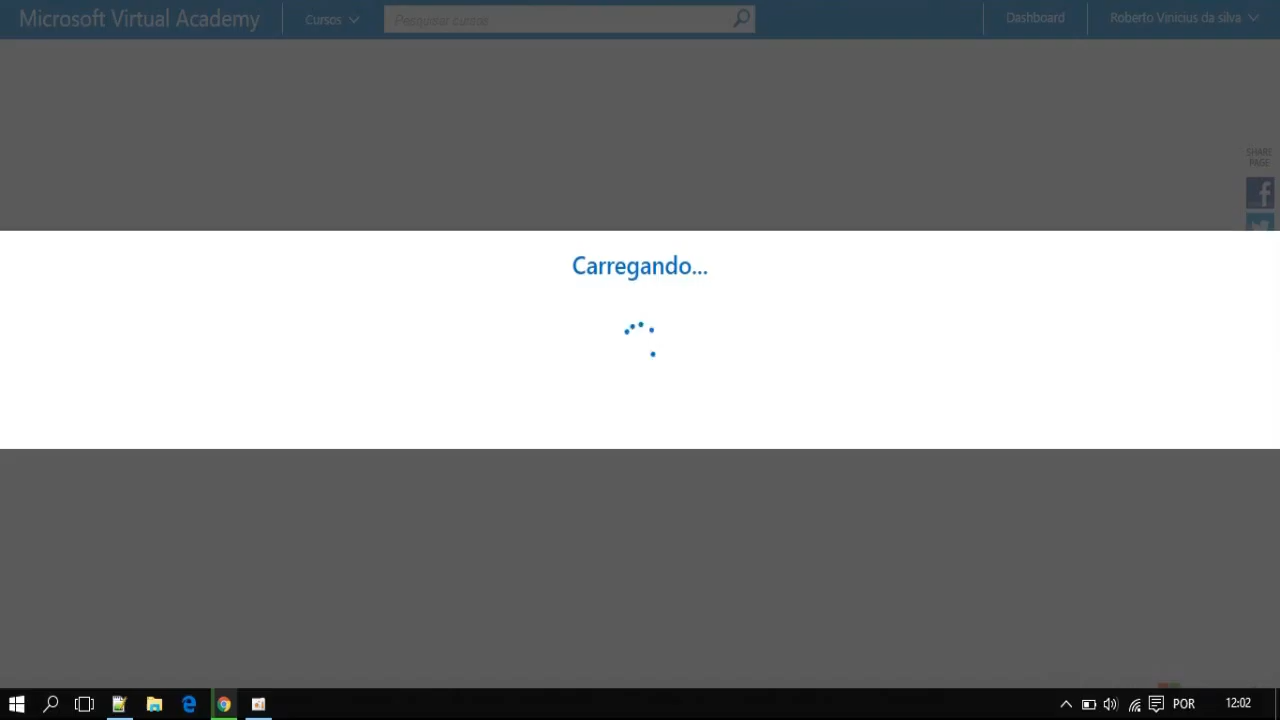 Microsoft Virtual Academy
Cursos
Pesquisar cursos
Dashboard
Roberto Vinicius da silva
SHARE
PAGE
Carregando...
POR
12:02